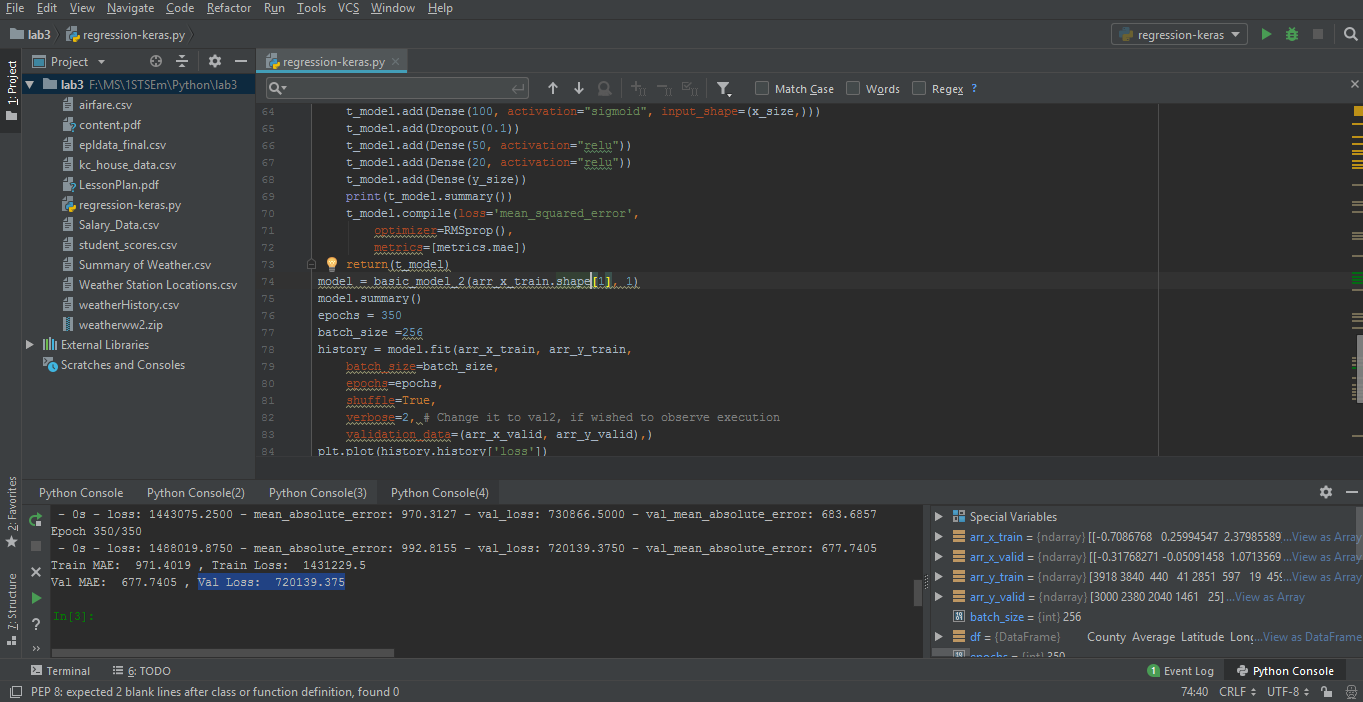 File Edit View Navigate Code Refactor Run Tools VCS Window Help
lab3 regression-keras.py regression-keras
Project regression-keras.py
1: Project
lab3 F:\MS\1STSEm\Python\lab3
airfare.csv
content.pdf
epldata_final.csv
kc_house_data.csv
LessonPlan.pdf
regression-keras.py
Salary_Data.csv
student_scores.csv
Summary of Weather.csv
Weather Station Locations.csv
weatherHistory.csv
weatherww2.zip
External Libraries
Scratches and Consoles
Match Case Words Regex ?
64 t_model.add(Dense(100, activation="sigmoid", input_shape=(x_size,)))
65 t_model.add(Dropout(0.1))
66 t_model.add(Dense(50, activation="relu"))
67 t_model.add(Dense(20, activation="relu"))
68 t_model.add(Dense(y_size))
69 print(t_model.summary())
70 t_model.compile(loss='mean_squared_error',
71 optimizer=RMSprop(),
72 metrics=[metrics.mae])
73 return(t_model)
74 model = basic_model_2(arr_x_train.shape[1], 1)
75 model.summary()
76 epochs = 350
77 batch_size =256
78 history = model.fit(arr_x_train, arr_y_train,
79 batch_size=batch_size,
80 epochs=epochs,
81 shuffle=True,
82 verbose=2, # Change it to val2, if wished to observe execution
83 validation_data=(arr_x_valid, arr_y_valid),)
84 plt.plot(history.history['loss'])
2: Favorites
7: Structure
Python Console Python Console(2) Python Console(3) Python Console(4)
- 0s - loss: 1443075.2500 - mean_absolute_error: 970.3127 - val_loss: 730866.5000 - val_mean_absolute_error: 683.6857
Epoch 350/350
- 0s - loss: 1488019.8750 - mean_absolute_error: 992.8155 - val_loss: 720139.3750 - val_mean_absolute_error: 677.7405
Train MAE: 971.4019 , Train Loss: 1431229.5
Val MAE: 677.7405 , Val Loss: 720139.375
In[3]:
Special Variables
arr_x_train = {ndarray} [[-0.7086768 0.25994547 2.37985589 ...View as Array
arr_x_valid = {ndarray} [[-0.31768271 -0.05091458 1.0713569 ...View as Array
arr_y_train = {ndarray} [3918 3840 440 41 2851 597 19 459 ...View as Array
arr_y_valid = {ndarray} [3000 2380 2040 1461 25] ...View as Array
batch_size = {int} 256
df = {DataFrame} County Average Latitude Long ...View as DataFrame
epochs = {int} 350
Terminal 6: TODO 1 Event Log Python Console
PEP 8: expected 2 blank lines after class or function definition, found 0 74:40 CRLF UTF-8